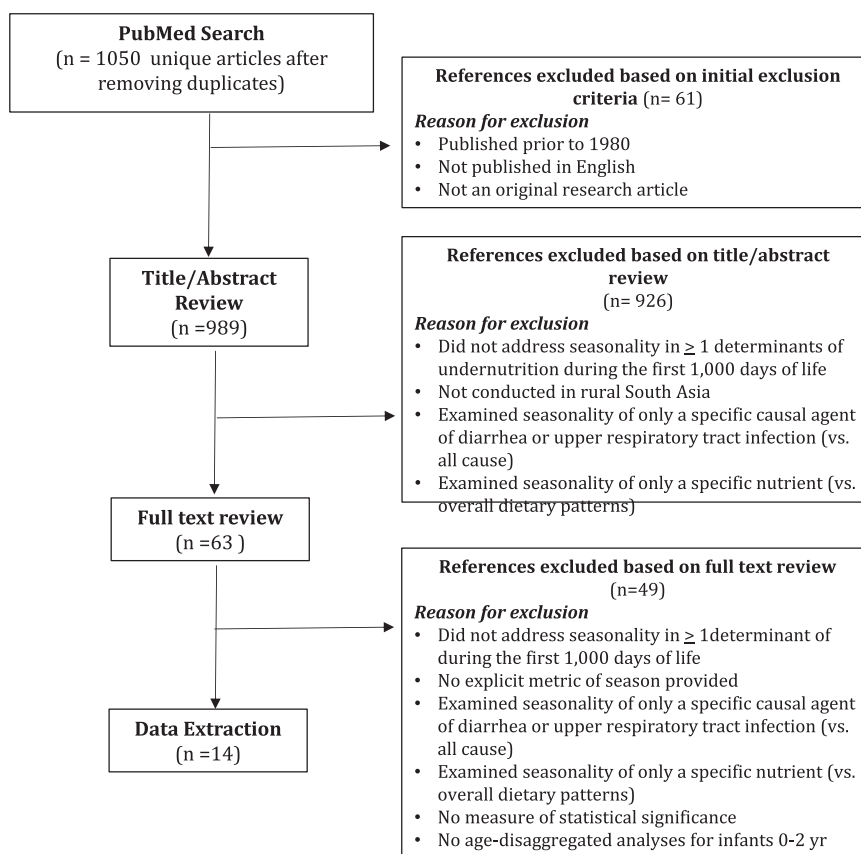 PubMed Search
(n = 1050 unique articles after
removing duplicates)
References excluded based on initial exclusion
criteria (n= 61)
Reason for exclusion
• Published prior to 1980
• Not published in English
• Not an original research article
Title/Abstract
Review
(n =989)
References excluded based on title/abstract
review
(n= 926)
Reason for exclusion
• Did not address seasonality in ≥ 1 determinants of
undernutrition during the first 1,000 days of life
• Not conducted in rural South Asia
• Examined seasonality of only a specific causal agent
of diarrhea or upper respiratory tract infection (vs.
all cause)
• Examined seasonality of only a specific nutrient (vs.
overall dietary patterns)
Full text review
(n =63 )
References excluded based on full text review
(n=49)
Reason for exclusion
• Did not address seasonality in ≥ 1determinant of
during the first 1,000 days of life
• No explicit metric of season provided
• Examined seasonality of only a specific causal agent
of diarrhea or upper respiratory tract infection (vs.
all cause)
• Examined seasonality of only a specific nutrient (vs.
overall dietary patterns)
• No measure of statistical significance
• No age-disaggregated analyses for infants 0-2 yr
Data Extraction
(n =14)